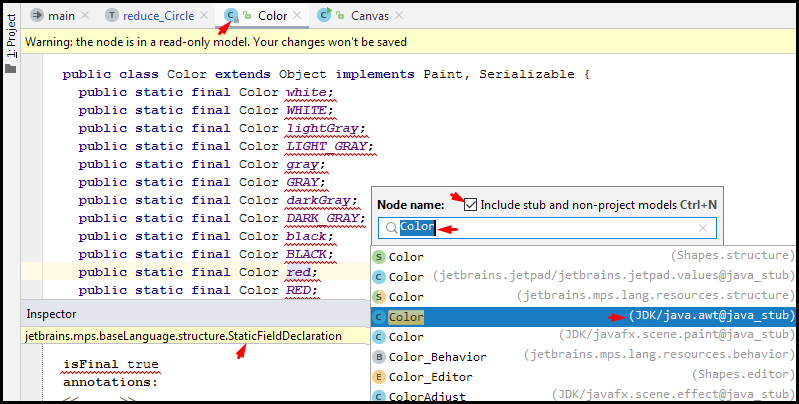 main reduce_Circle Color Canvas
1: Project
Warning: the node is in a read-only model. Your changes won't be saved
public class Color extends Object implements Paint, Serializable {
public static final Color white;
public static final Color WHITE;
public static final Color lightGray;
public static final Color LIGHT_GRAY;
public static final Color gray;
public static final Color GRAY;
public static final Color darkGray;
public static final Color DARK_GRAY;
public static final Color black;
public static final Color BLACK;
public static final Color red;
public static final Color RED;
Node name: Include stub and non-project models Ctrl+N
Color
S Color (Shapes.structure)
C Color (jetbrains.jetpad/jetbrains.jetpad.values@java_stub)
S Color (jetbrains.mps.lang.resources.structure)
C Color (JDK/java.awt@java_stub)
C Color (JDK/javafx.scene.paint@java_stub)
B Color_Behavior (jetbrains.mps.lang.resources.behavior)
E Color_Editor (Shapes.editor)
C ColorAdjust (JDK/javafx.scene.effect@java_stub)
Inspector
jetbrains.mps.baseLanguage.structure.StaticFieldDeclaration
isFinal true
annotations: